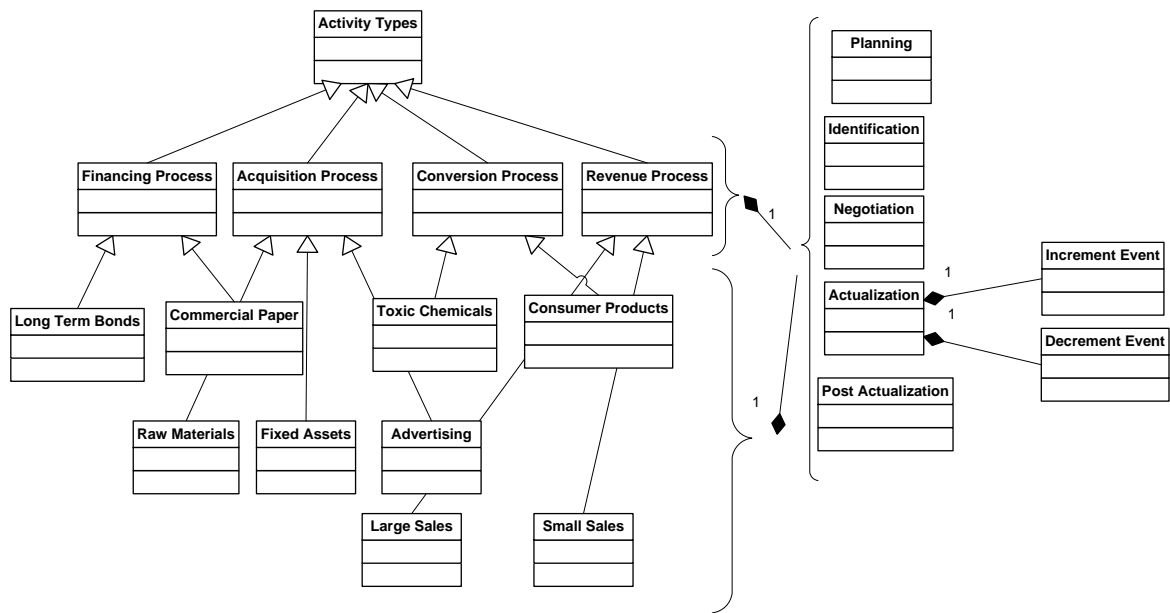 Activity Types
Planning
Identification
Financing Process
Acquisition Process
Conversion Process
Revenue Process
1
Negotiation
Increment Event
1
Actualization
1
Long Term Bonds
Commercial Paper
Toxic Chemicals
Consumer Products
Decrement Event
Post Actualization
1
Raw Materials
Fixed Assets
Advertising
Large Sales
Small Sales